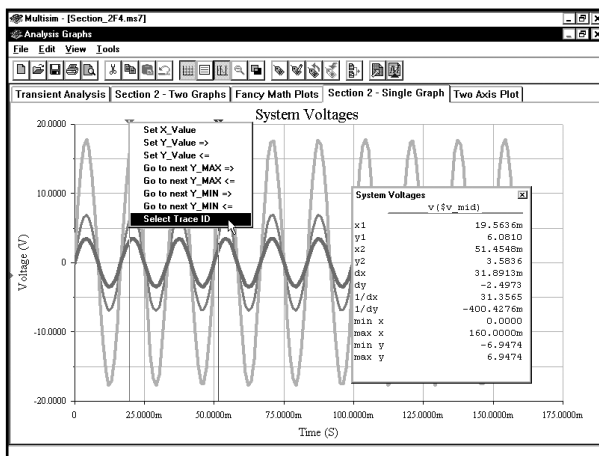 Multisim - [Section_2F4.ms7]
Analysis Graphs
File Edit View Tools
Transient Analysis Section 2 - Two Graphs Fancy Math Plots Section 2 - Single Graph Two Axis Plot
System Voltages
Set X_Value
Set Y_Value =>
Set Y_Value <=
Go to next Y_MAX =>
Go to next Y_MAX <=
Go to next Y_MIN =>
Go to next Y_MIN <=
Select Trace ID
System Voltages
v($v_mid)
x1 19.5636m
y1 6.0810
x2 51.4548m
y2 3.5836
dx 31.8913m
dy -2.4973
1/dx 31.3565
1/dy -400.4276m
min x 0.0000
max x 160.0000m
min y -6.9474
max y 6.9474
Voltage (V)
20.0000
10.0000
0
-10.0000
-20.0000
0 25.0000m 50.0000m 75.0000m 100.0000m 125.0000m 150.0000m 175.0000m
Time (S)